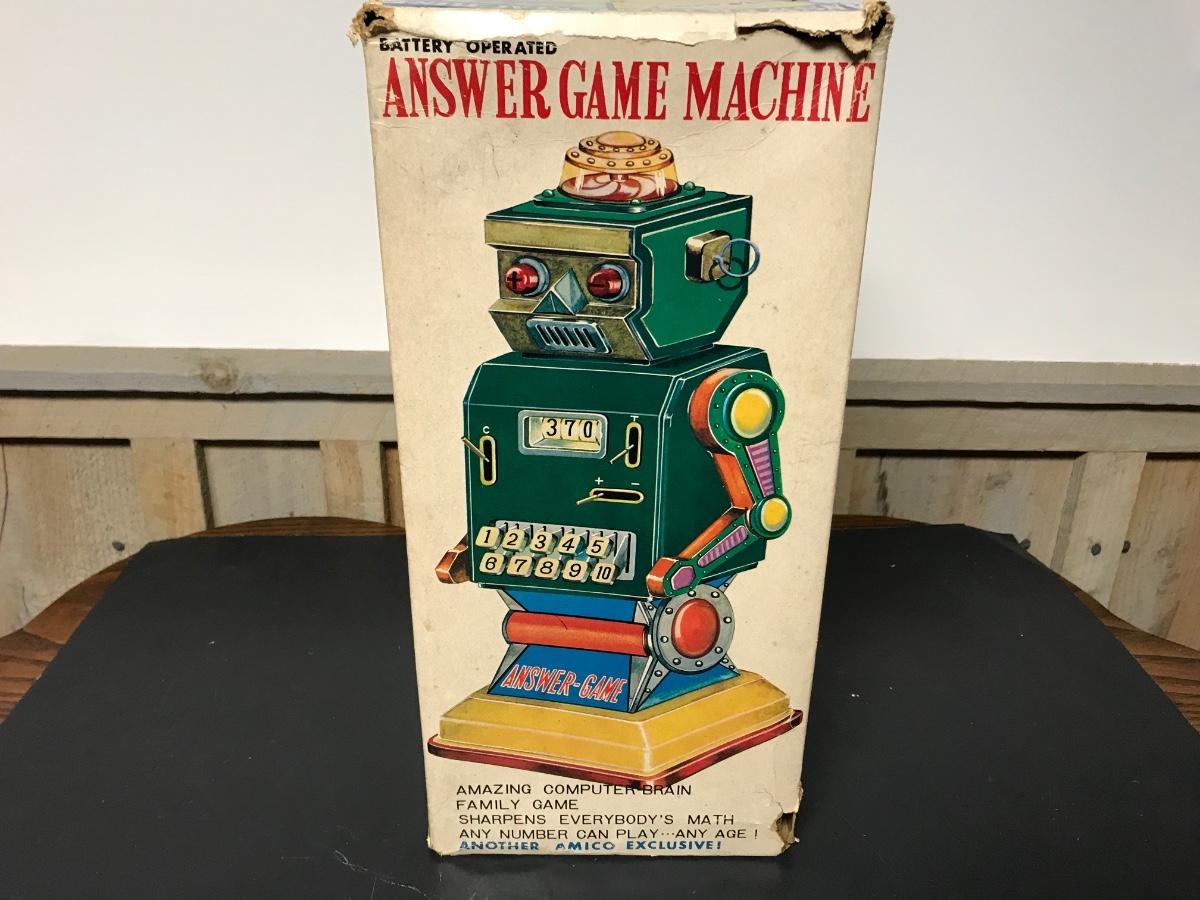 BATTERY OPERATED
ANSWER GAME MACHINE
+ −
370
C
T
+ −
1 2 3 4 5
6 7 8 9 10
ANSWER-GAME
AMAZING COMPUTER-BRAIN
FAMILY GAME
SHARPENS EVERYBODY'S MATH
ANY NUMBER CAN PLAY···ANY AGE !
ANOTHER AMICO EXCLUSIVE!